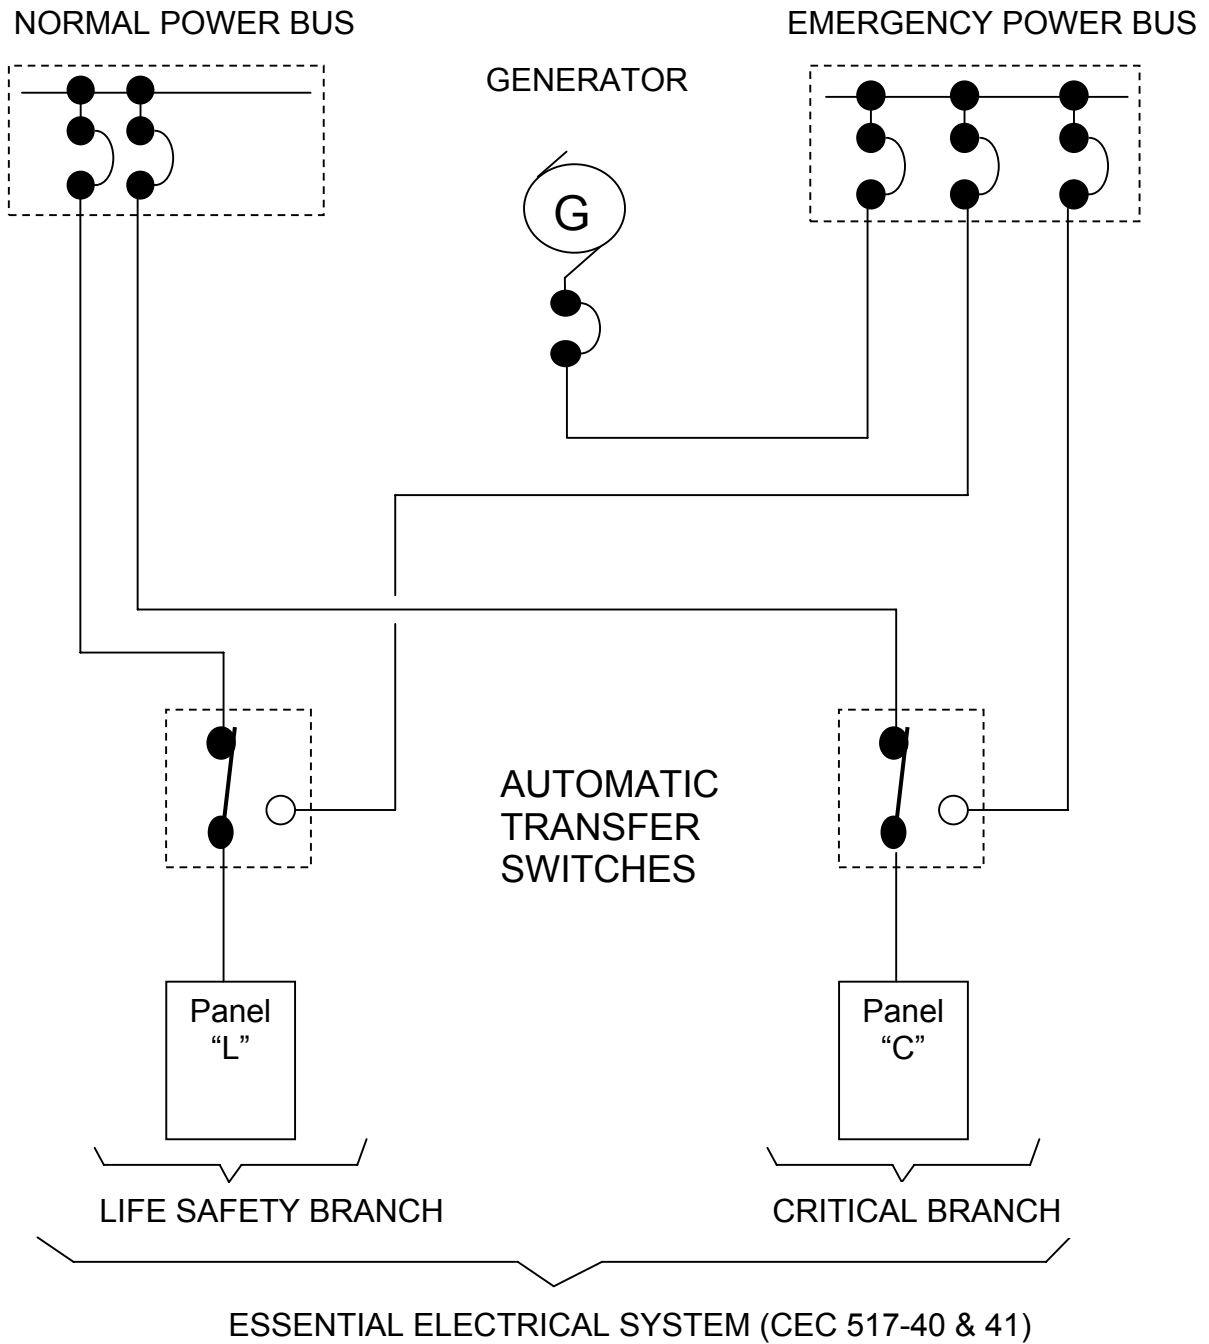 NORMAL POWER BUS
EMERGENCY POWER BUS
GENERATOR
G
AUTOMATIC
TRANSFER
SWITCHES
Panel
“L”
Panel
“C”
LIFE SAFETY BRANCH
CRITICAL BRANCH
ESSENTIAL ELECTRICAL SYSTEM (CEC 517-40 & 41)